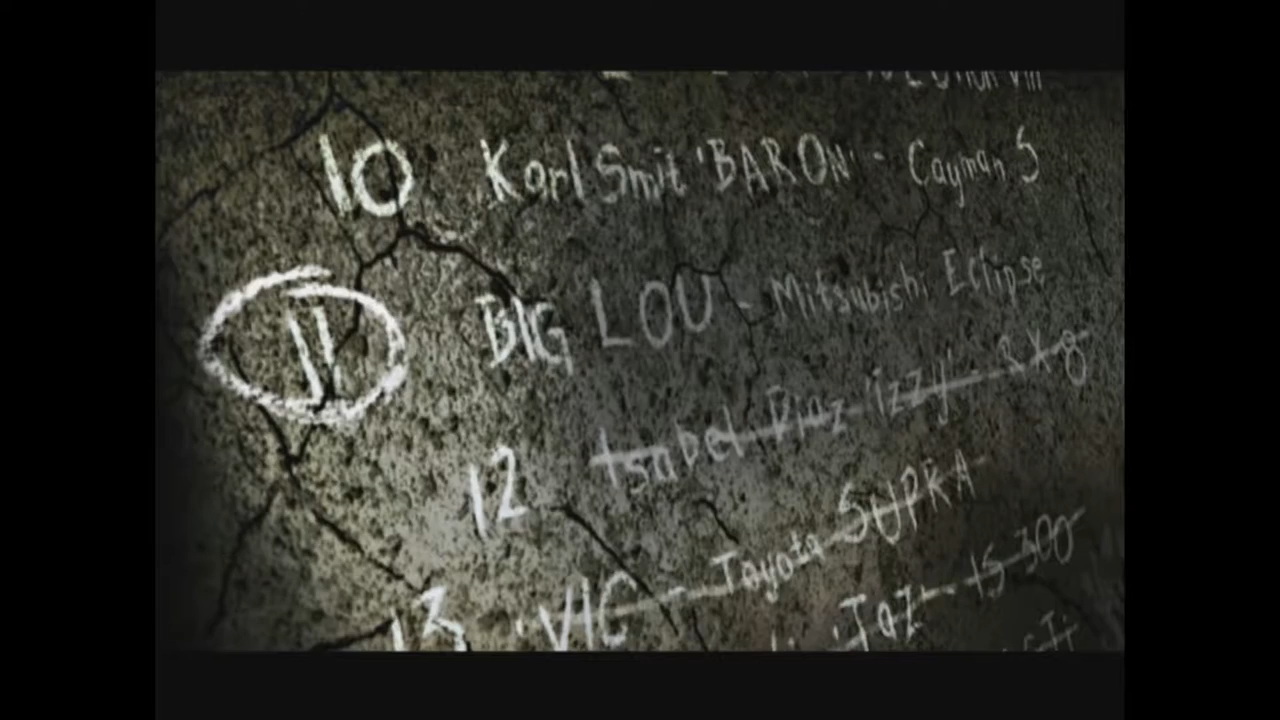 10 Karl Smit 'BARON' - Cayman S
11 BIG LOU - Mitsubishi Eclipse
12 Isabel Diaz 'izzy' - RX 8
13 'VIC' - Toyota SUPRA
'JaZ' - IS 300